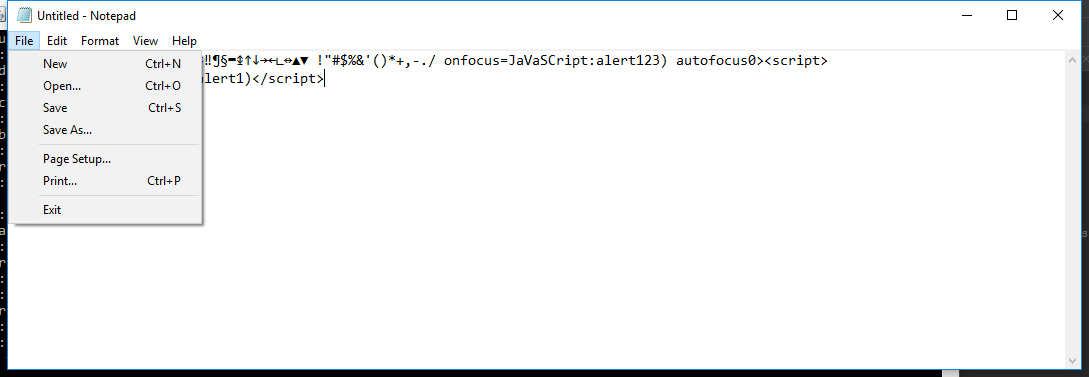 Untitled - Notepad
File Edit Format View Help
‼¶§▬↨↑↓→←∟↔▲▼ !"#$%&'()*+,-./ onfocus=JaVaSCript:alert123) autofocus0><script>
lert1)</script>
New Ctrl+N
Open... Ctrl+O
Save Ctrl+S
Save As...
Page Setup...
Print... Ctrl+P
Exit